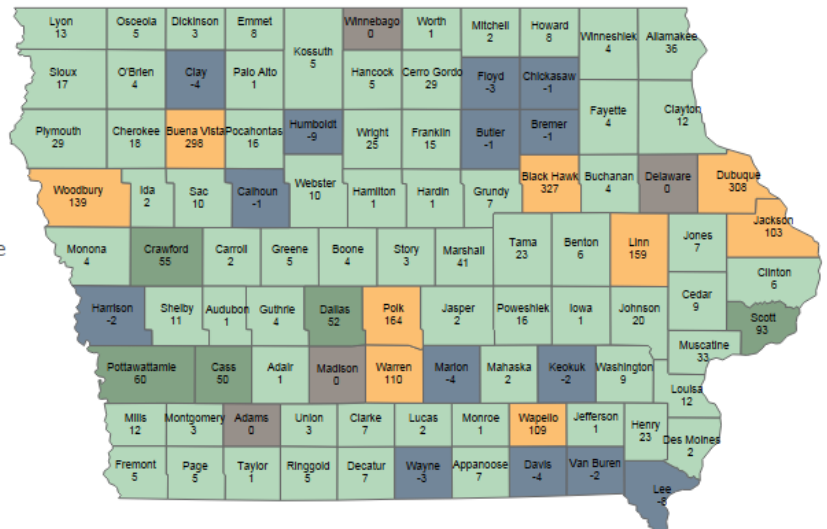 Lyon
13
Osceola
5
Dickinson
3
Emmet
8
Kossuth
5
Winnebago
0
Worth
1
Mitchell
2
Howard
8
Winneshiek
4
Allamakee
36
Sioux
17
O'Brien
4
Clay
-4
Palo Alto
1
Hancock
5
Cerro Gordo
29
Floyd
-3
Chickasaw
-1
Fayette
4
Clayton
12
Plymouth
29
Cherokee
18
Buena Vista
298
Pocahontas
16
Humboldt
-9
Wright
25
Franklin
15
Butler
-1
Bremer
-1
Woodbury
139
Ida
2
Sac
10
Calhoun
-1
Webster
10
Hamilton
1
Hardin
1
Grundy
7
Black Hawk
327
Buchanan
4
Delaware
0
Dubuque
308
Jackson
103
e
Monona
4
Crawford
55
Carroll
2
Greene
5
Boone
4
Story
3
Marshall
41
Tama
23
Benton
6
Linn
159
Jones
7
Clinton
6
Harrison
-2
Shelby
11
Audubon
1
Guthrie
4
Dallas
52
Polk
164
Jasper
2
Poweshiek
16
Iowa
1
Johnson
20
Cedar
9
Scott
93
Muscatine
33
Pottawattamie
60
Cass
50
Adair
1
Madison
0
Warren
110
Marion
-4
Mahaska
2
Keokuk
-2
Washington
9
Louisa
12
Mills
12
Montgomery
3
Adams
0
Union
3
Clarke
7
Lucas
2
Monroe
1
Wapello
109
Jefferson
1
Henry
23
Des Moines
2
Fremont
5
Page
5
Taylor
1
Ringgold
5
Decatur
7
Wayne
-3
Appanoose
7
Davis
-4
Van Buren
-2
Lee
-8